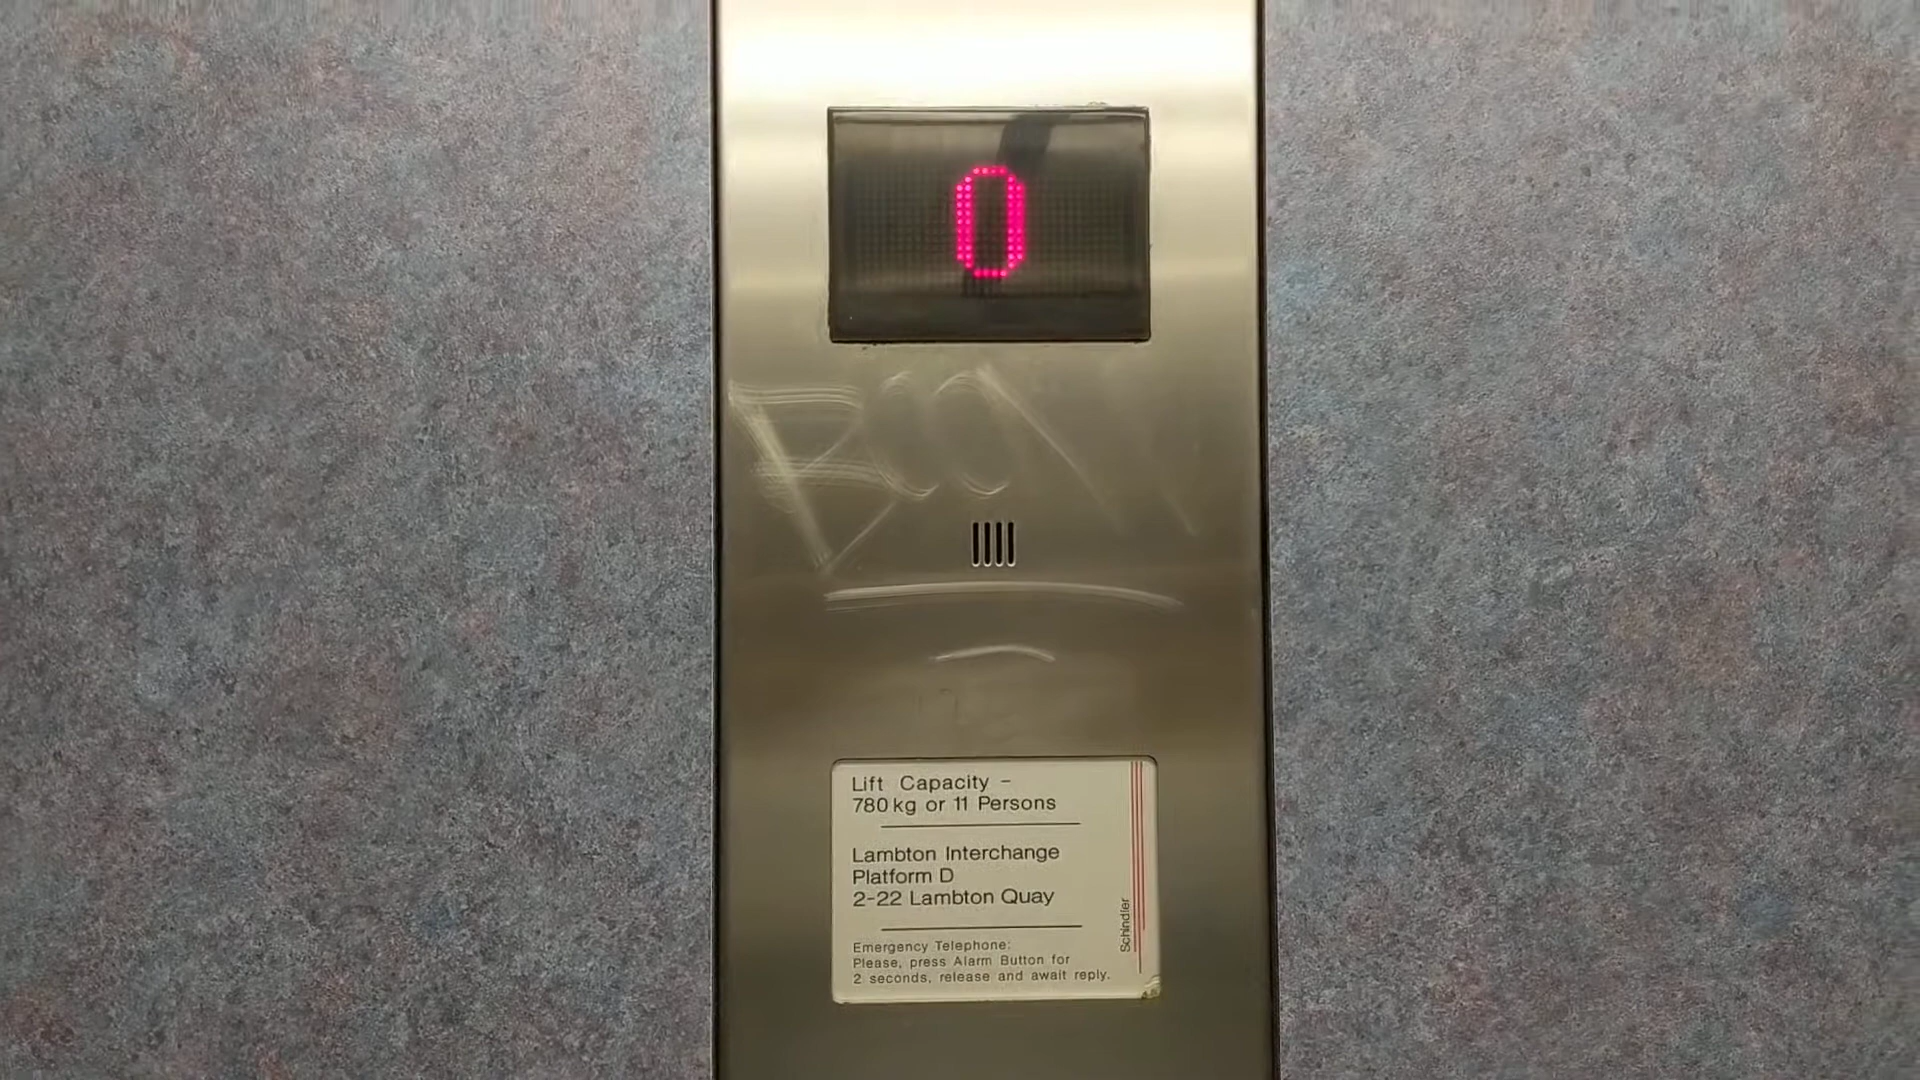 0
Lift Capacity –
780 kg or 11 Persons
Lambton Interchange
Platform D
2-22 Lambton Quay
Emergency Telephone:
Please, press Alarm Button for
2 seconds, release and await reply.
Schindler